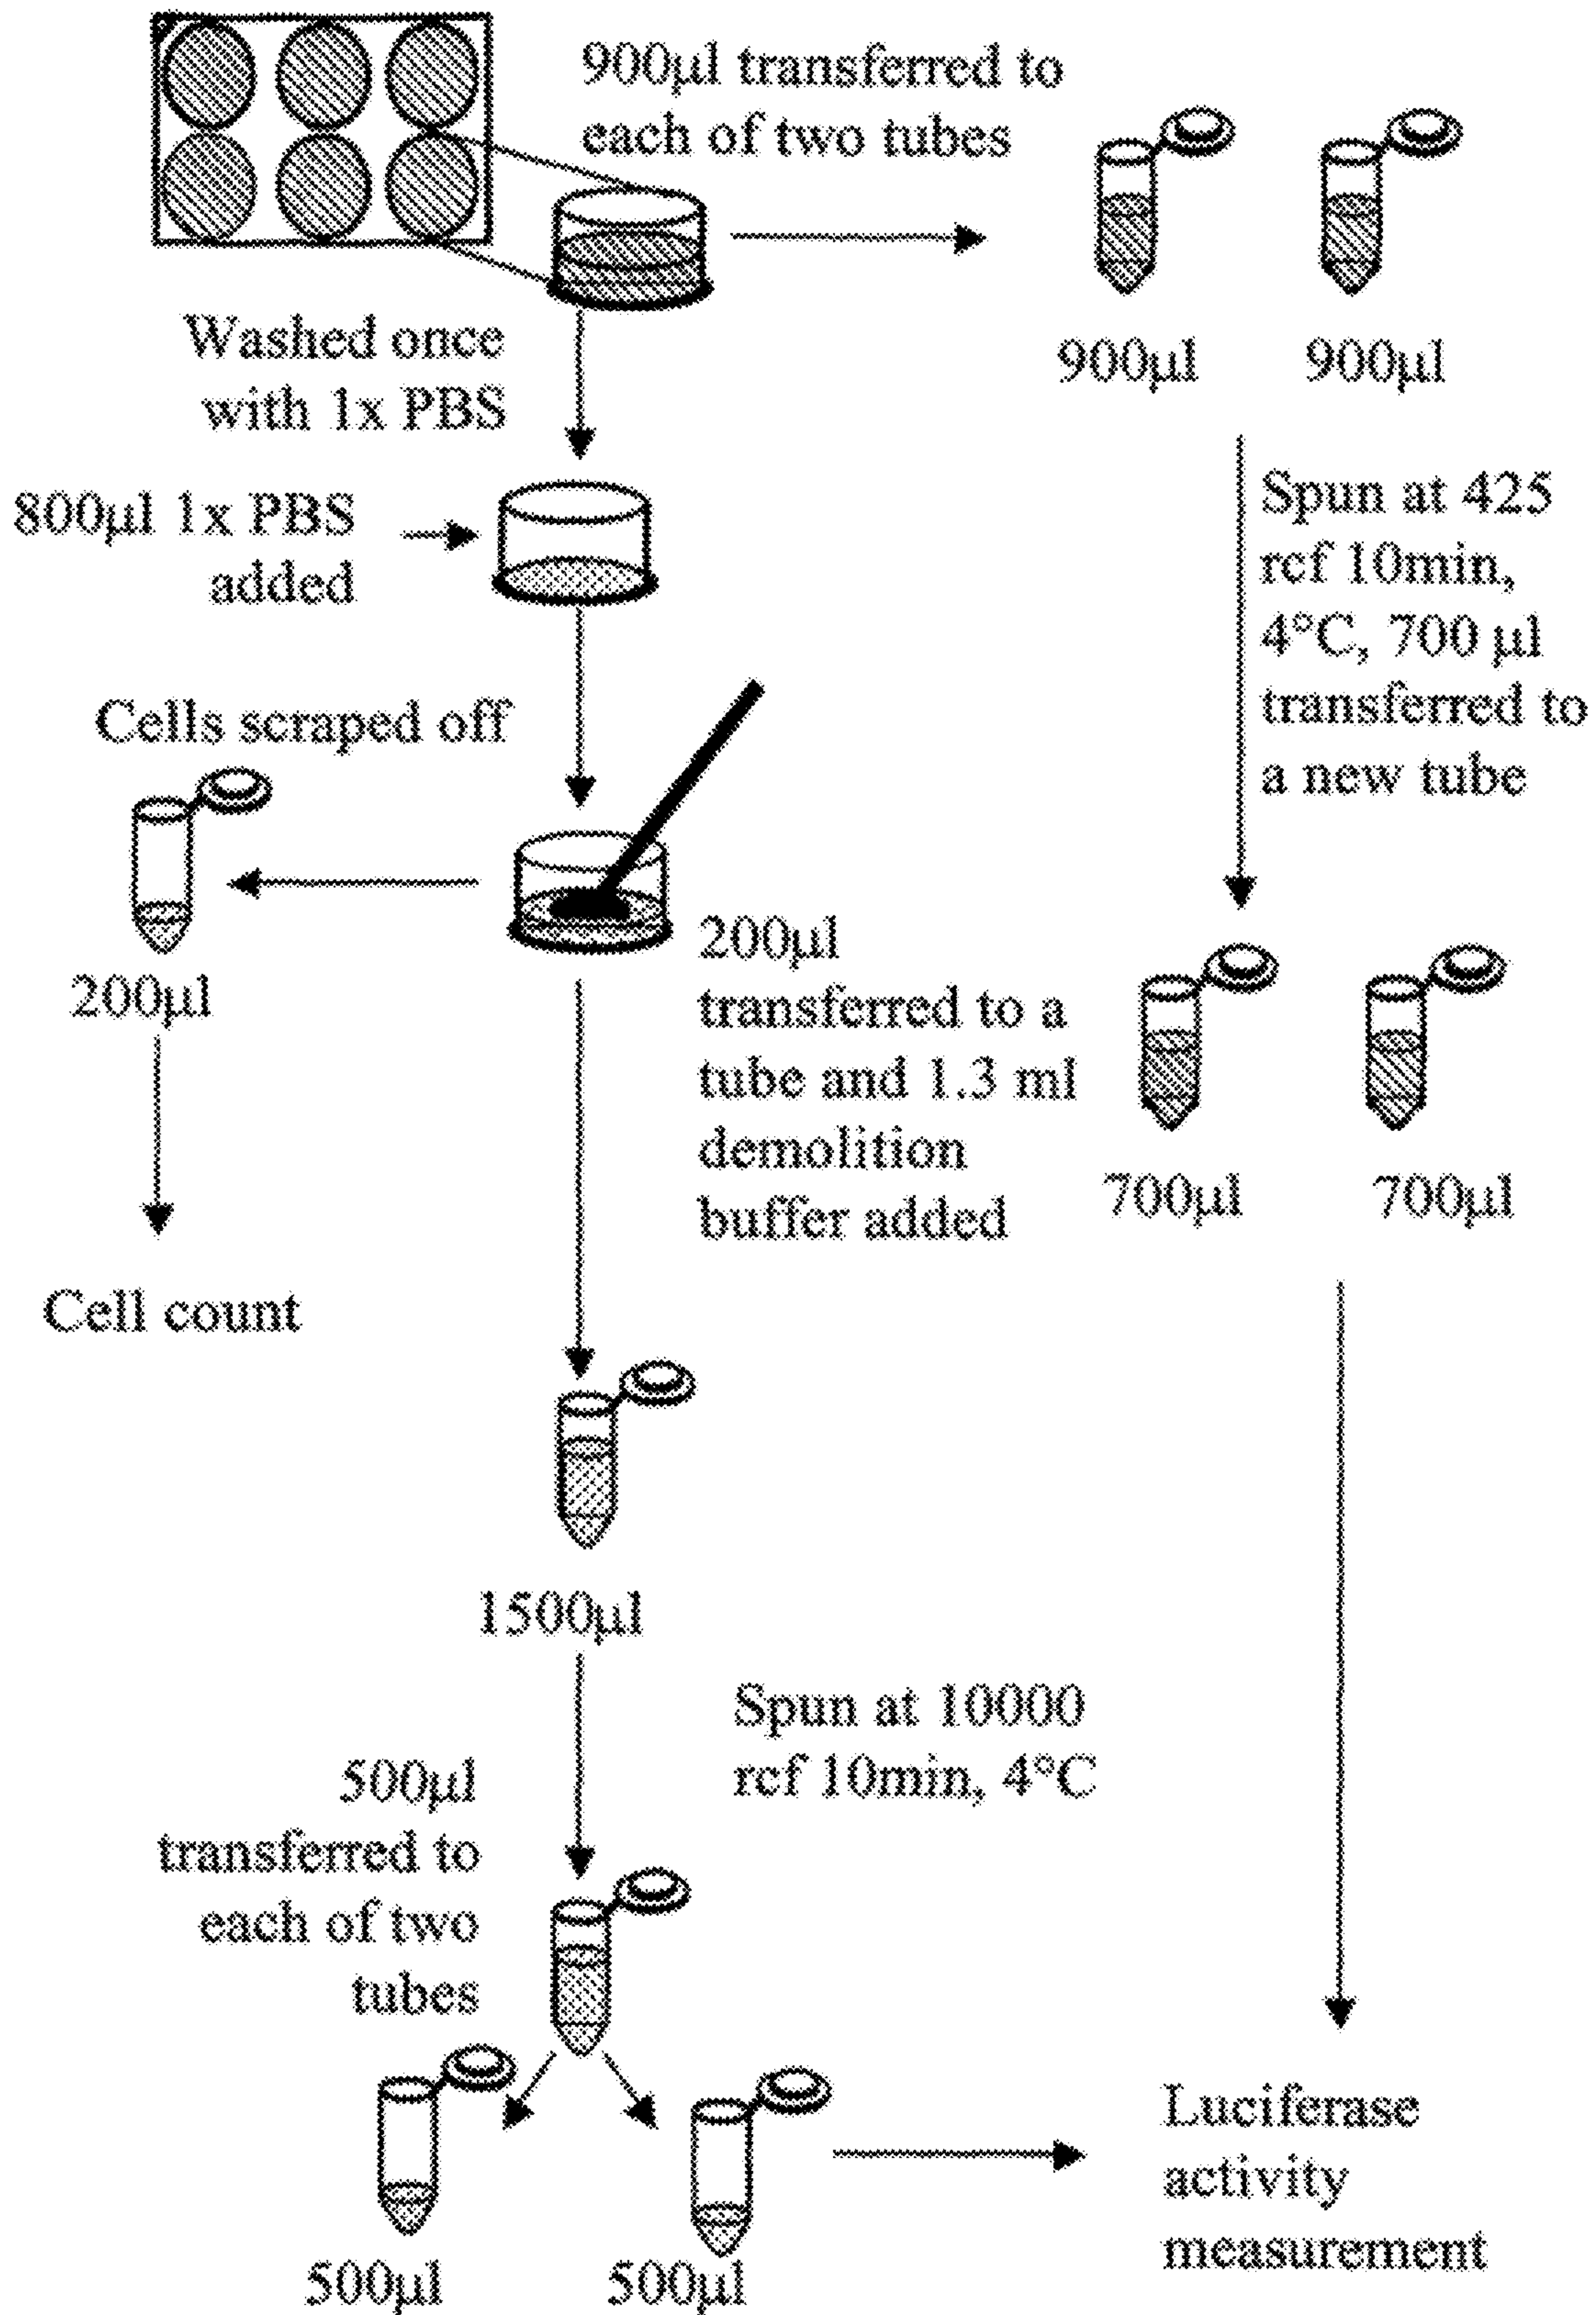 900µl transferred to
each of two tubes
900µl
900µl
Washed once
with 1x PBS
800µl 1x PBS
added
Spun at 425
rcf 10min,
4°C, 700 µl
transferred to
a new tube
Cells scraped off
200µl
200µl
transferred to a
tube and 1.3 ml
demolition
buffer added
700µl
700µl
Cell count
1500µl
Spun at 10000
rcf 10min, 4°C
500µl
transferred to
each of two
tubes
500µl
500µl
Luciferase
activity
measurement